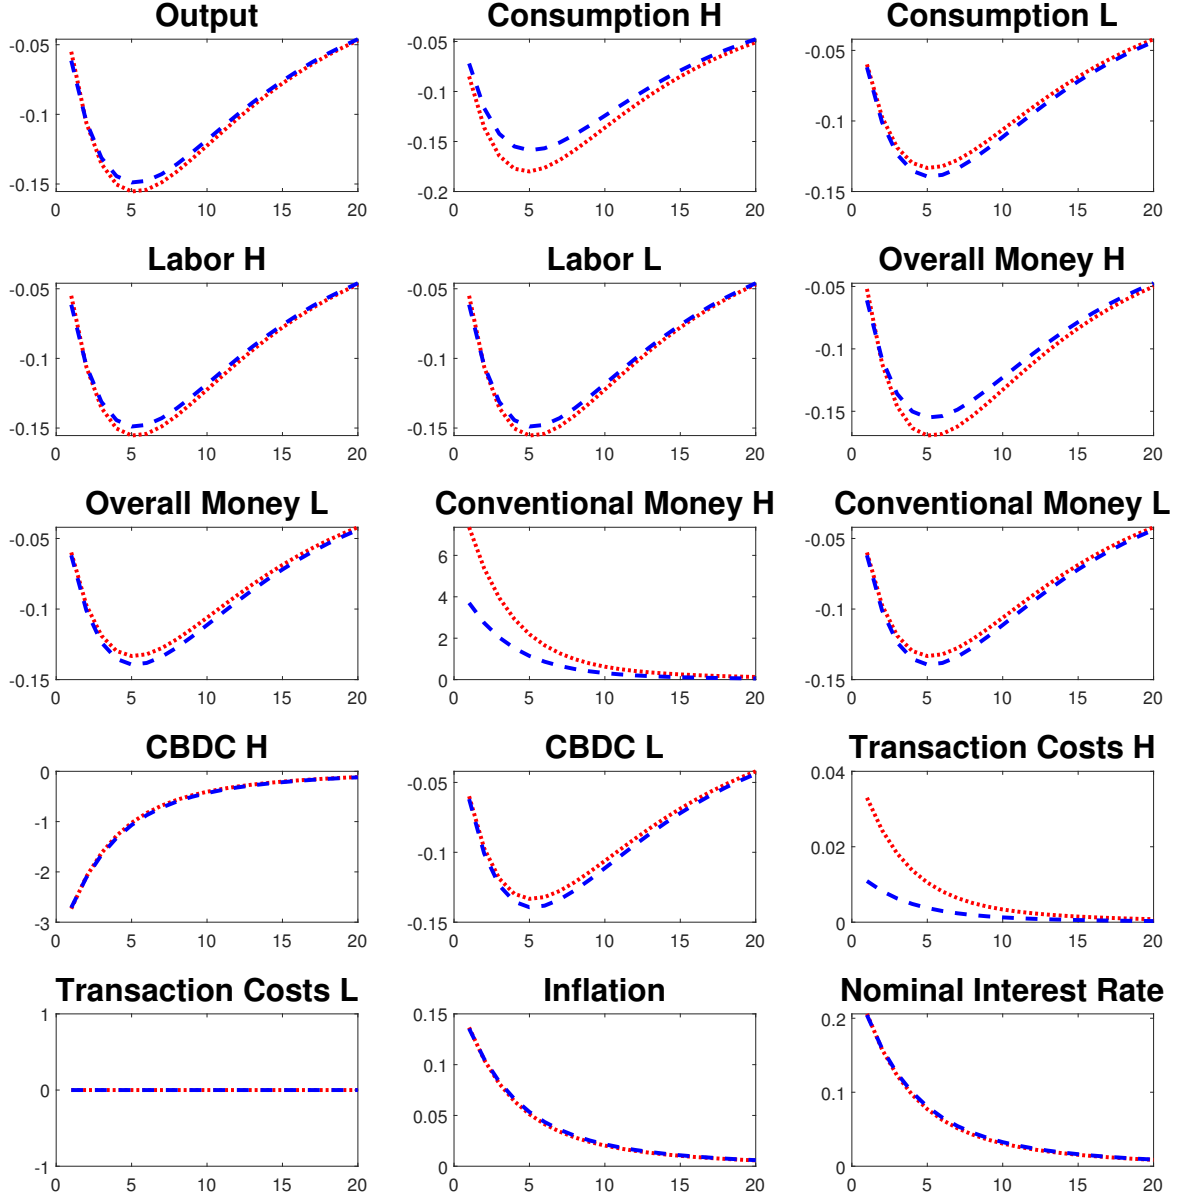 Output Consumption H Consumption L
-0.05 -0.05 -0.05
-0.1 -0.1 -0.1
-0.15 -0.15 -0.15
-0.2
0 5 10 15 20 0 5 10 15 20 0 5 10 15 20
Labor H Labor L Overall Money H
-0.05 -0.05 -0.05
-0.1 -0.1 -0.1
-0.15 -0.15 -0.15
0 5 10 15 20 0 5 10 15 20 0 5 10 15 20
Overall Money L Conventional Money H Conventional Money L
-0.05 6 -0.05
4
-0.1 2 -0.1
-0.15 0 -0.15
0 5 10 15 20 0 5 10 15 20 0 5 10 15 20
CBDC H CBDC L Transaction Costs H
0 -0.05 0.04
-1 -0.1 0.02
-2
-3 -0.15 0
0 5 10 15 20 0 5 10 15 20 0 5 10 15 20
Transaction Costs L Inflation Nominal Interest Rate
1 0.15 0.2
0.1
0 0.1
0.05
-1 0 0
0 5 10 15 20 0 5 10 15 20 0 5 10 15 20